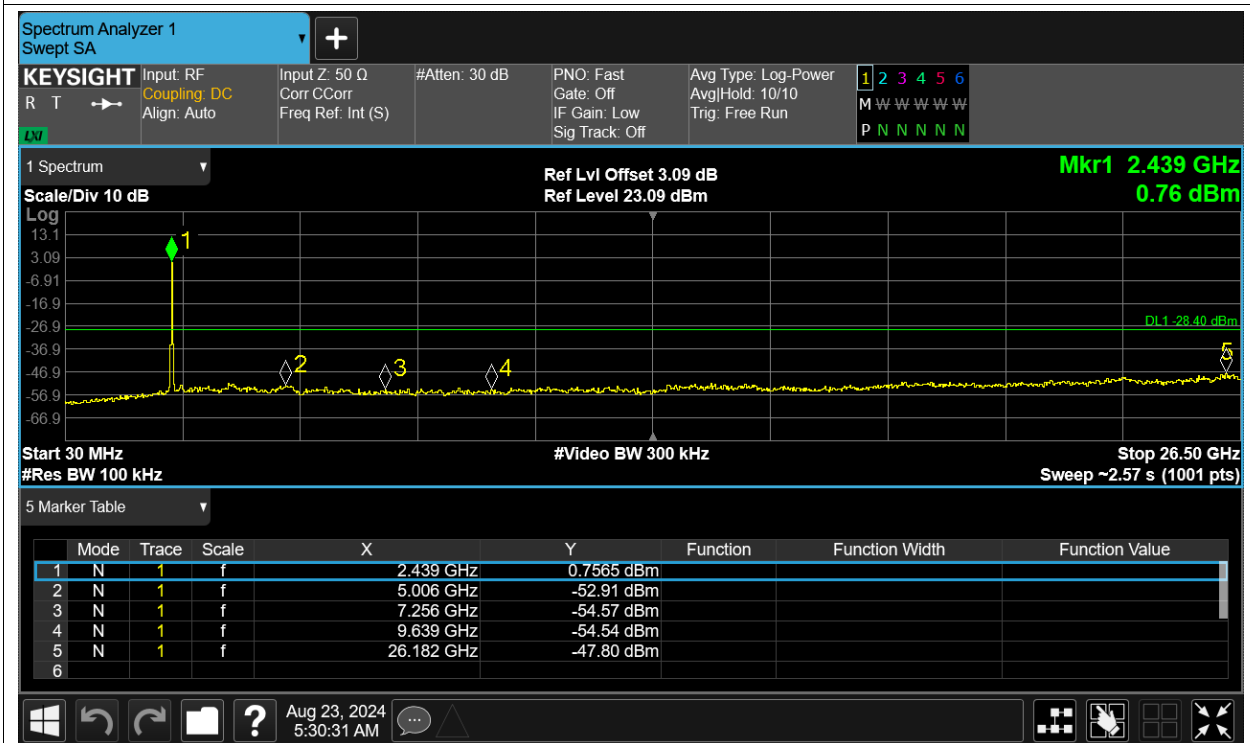 Spectrum Analyzer 1
Swept SA
KEYSIGHT Input: RF Input Z: 50 Ω #Atten: 30 dB PNO: Fast Avg Type: Log-Power 1 2 3 4 5 6
R T Coupling: DC Corr CCorr Gate: Off Avg|Hold: 10/10 M W W W W W
Align: Auto Freq Ref: Int (S) IF Gain: Low Trig: Free Run
LXI Sig Track: Off P N N N N N
1 Spectrum Ref Lvl Offset 3.09 dB Mkr1 2.439 GHz
Scale/Div 10 dB Ref Level 23.09 dBm 0.76 dBm
Log
13.1
3.09
-6.91
-16.9
-26.9
-36.9
-46.9
-56.9
-66.9
1
DL1 -28.40 dBm
2 3 4 5
Start 30 MHz #Video BW 300 kHz Stop 26.50 GHz
#Res BW 100 kHz Sweep ~2.57 s (1001 pts)
5 Marker Table
Mode Trace Scale X Y Function Function Width Function Value
1 N 1 f 2.439 GHz 0.7565 dBm
2 N 1 f 5.006 GHz -52.91 dBm
3 N 1 f 7.256 GHz -54.57 dBm
4 N 1 f 9.639 GHz -54.54 dBm
5 N 1 f 26.182 GHz -47.80 dBm
6
? Aug 23, 2024
5:30:31 AM